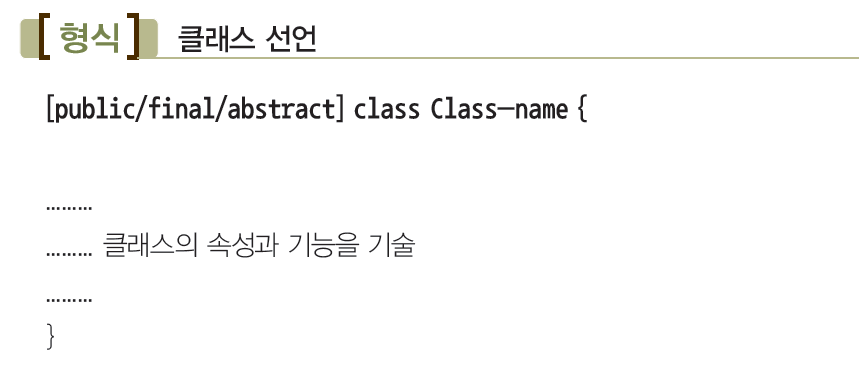 [ 형식 ] 클래스 선언
[public/final/abstract] class Class—name {
………
……… 클래스의 속성과 기능을 기술
………
}